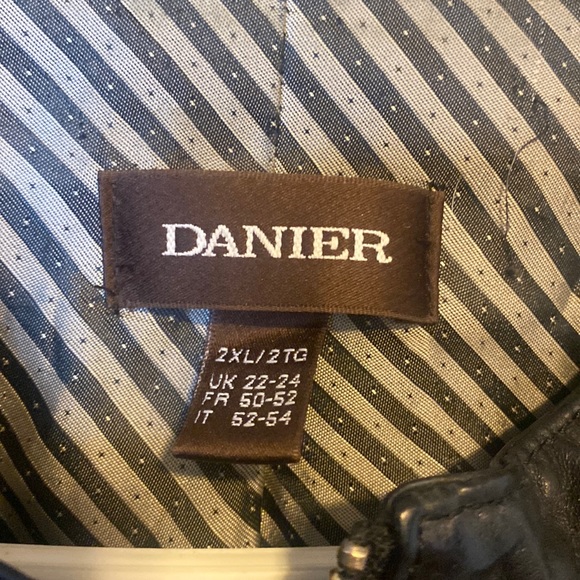 DANIER
2XL/2TG
UK 22-24
FR 50-52
IT 52-54